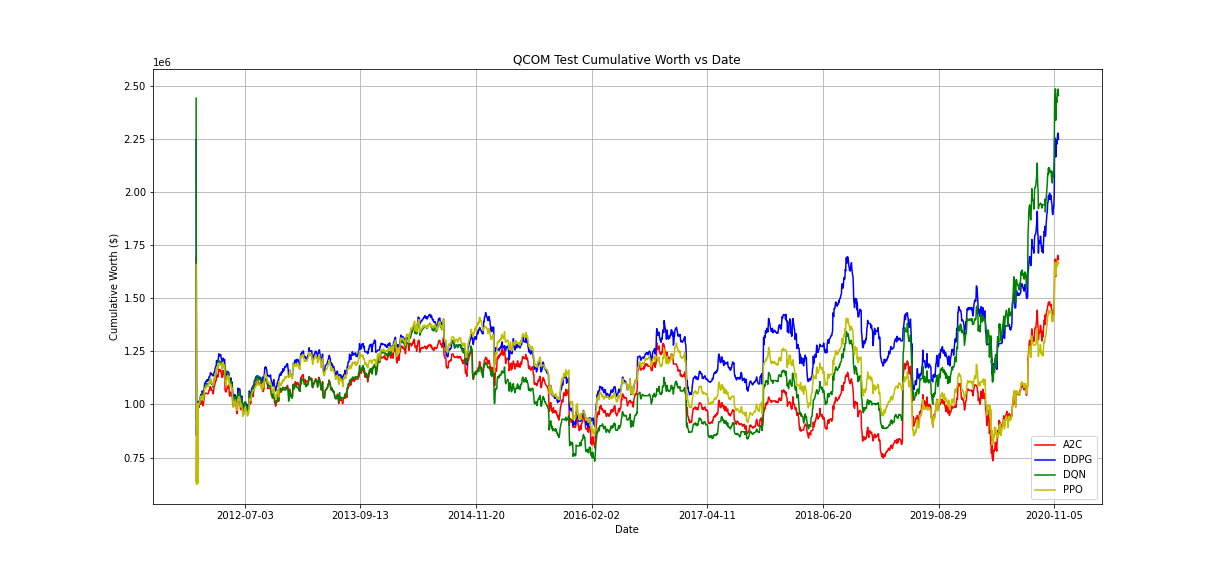 QCOM Test Cumulative Worth vs Date
1e6
2.50
2.25
2.00
1.75
1.50
1.25
1.00
0.75
Cumulative Worth ($)
A2C
DDPG
DQN
PPO
2012-07-03 2013-09-13 2014-11-20 2016-02-02 2017-04-11 2018-06-20 2019-08-29 2020-11-05
Date